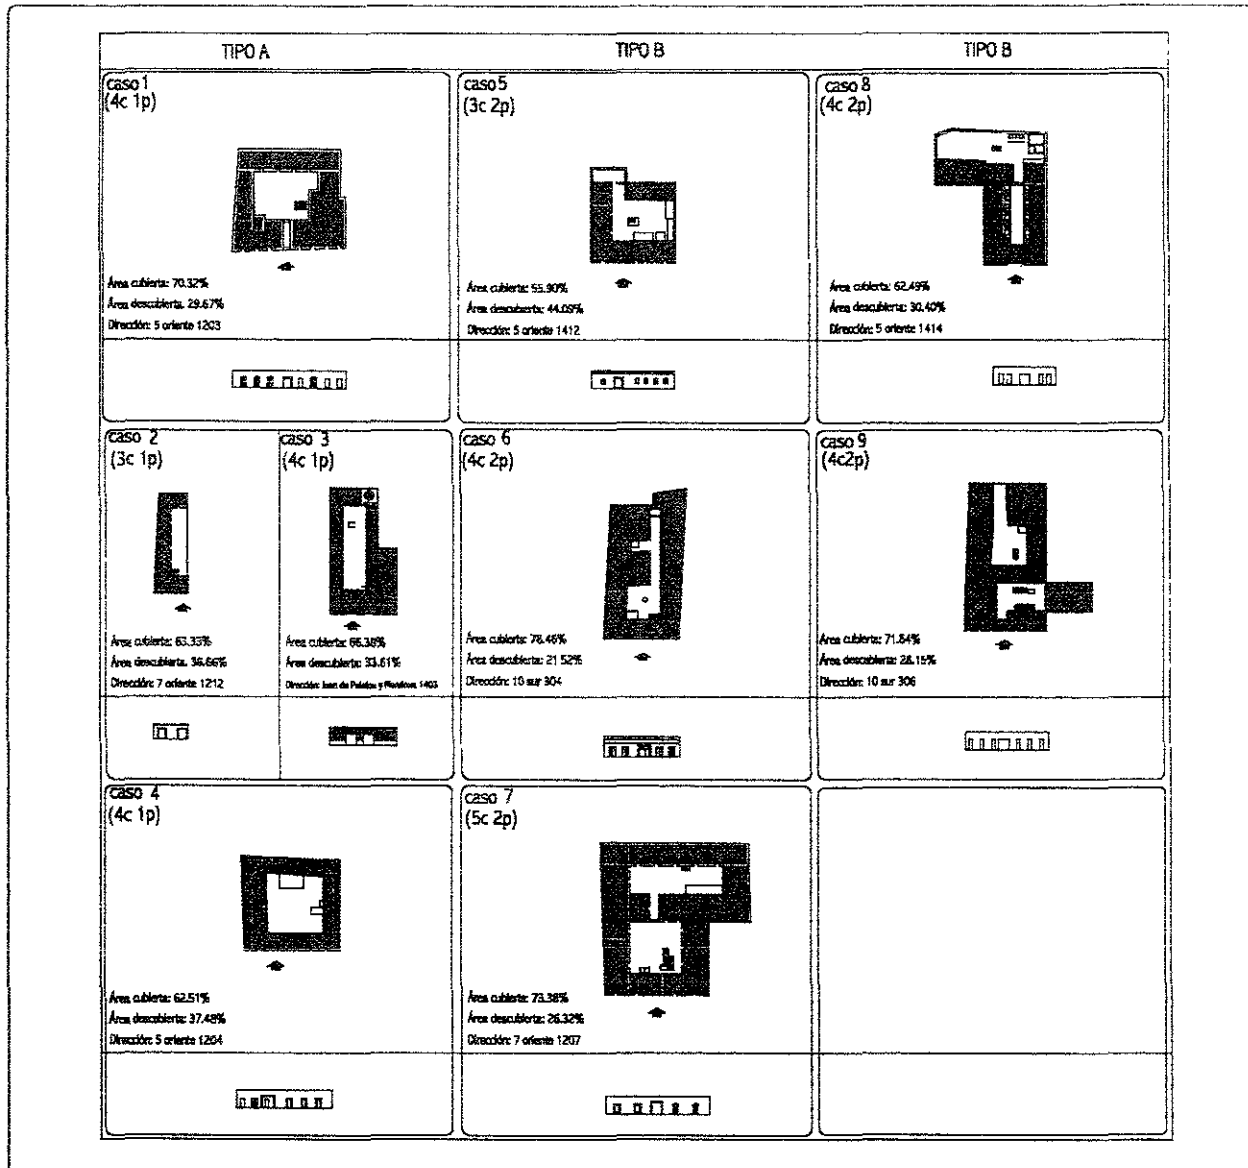 TIPO A
TIPO B
TIPO B
caso 1
(4c 1p)
Área cubierta: 70.32%
Área descubierta. 29.67%
Dirección: 5 oriente 1203
caso 5
(3c 2p)
Área cubierta: 55.90%
Área descubierta: 44.09%
Dirección: 5 oriente 1412
caso 8
(4c 2p)
Área cubierta: 62.49%
Área descubierta: 30.40%
Dirección: 5 oriente 1414
caso 2
(3c 1p)
Área cubierta: 63.33%
Área descubierta. 36.66%
Dirección: 7 oriente 1212
caso 3
(4c 1p)
Área cubierta: 66.38%
Área descubierta: 33.61%
Dirección: Juan de Palafox y Mendoza 1403
caso 6
(4c 2p)
Área cubierta: 78.46%
Área descubierta: 21.52%
Dirección: 10 sur 304
caso 9
(4c2p)
Área cubierta: 71.84%
Área descubierta: 28.15%
Dirección: 10 sur 306
caso 4
(4c 1p)
Área cubierta: 62.51%
Área descubierta: 37.48%
Dirección: 5 oriente 1204
caso 7
(5c 2p)
Área cubierta: 73.38%
Área descubierta: 26.32%
Dirección: 7 oriente 1207